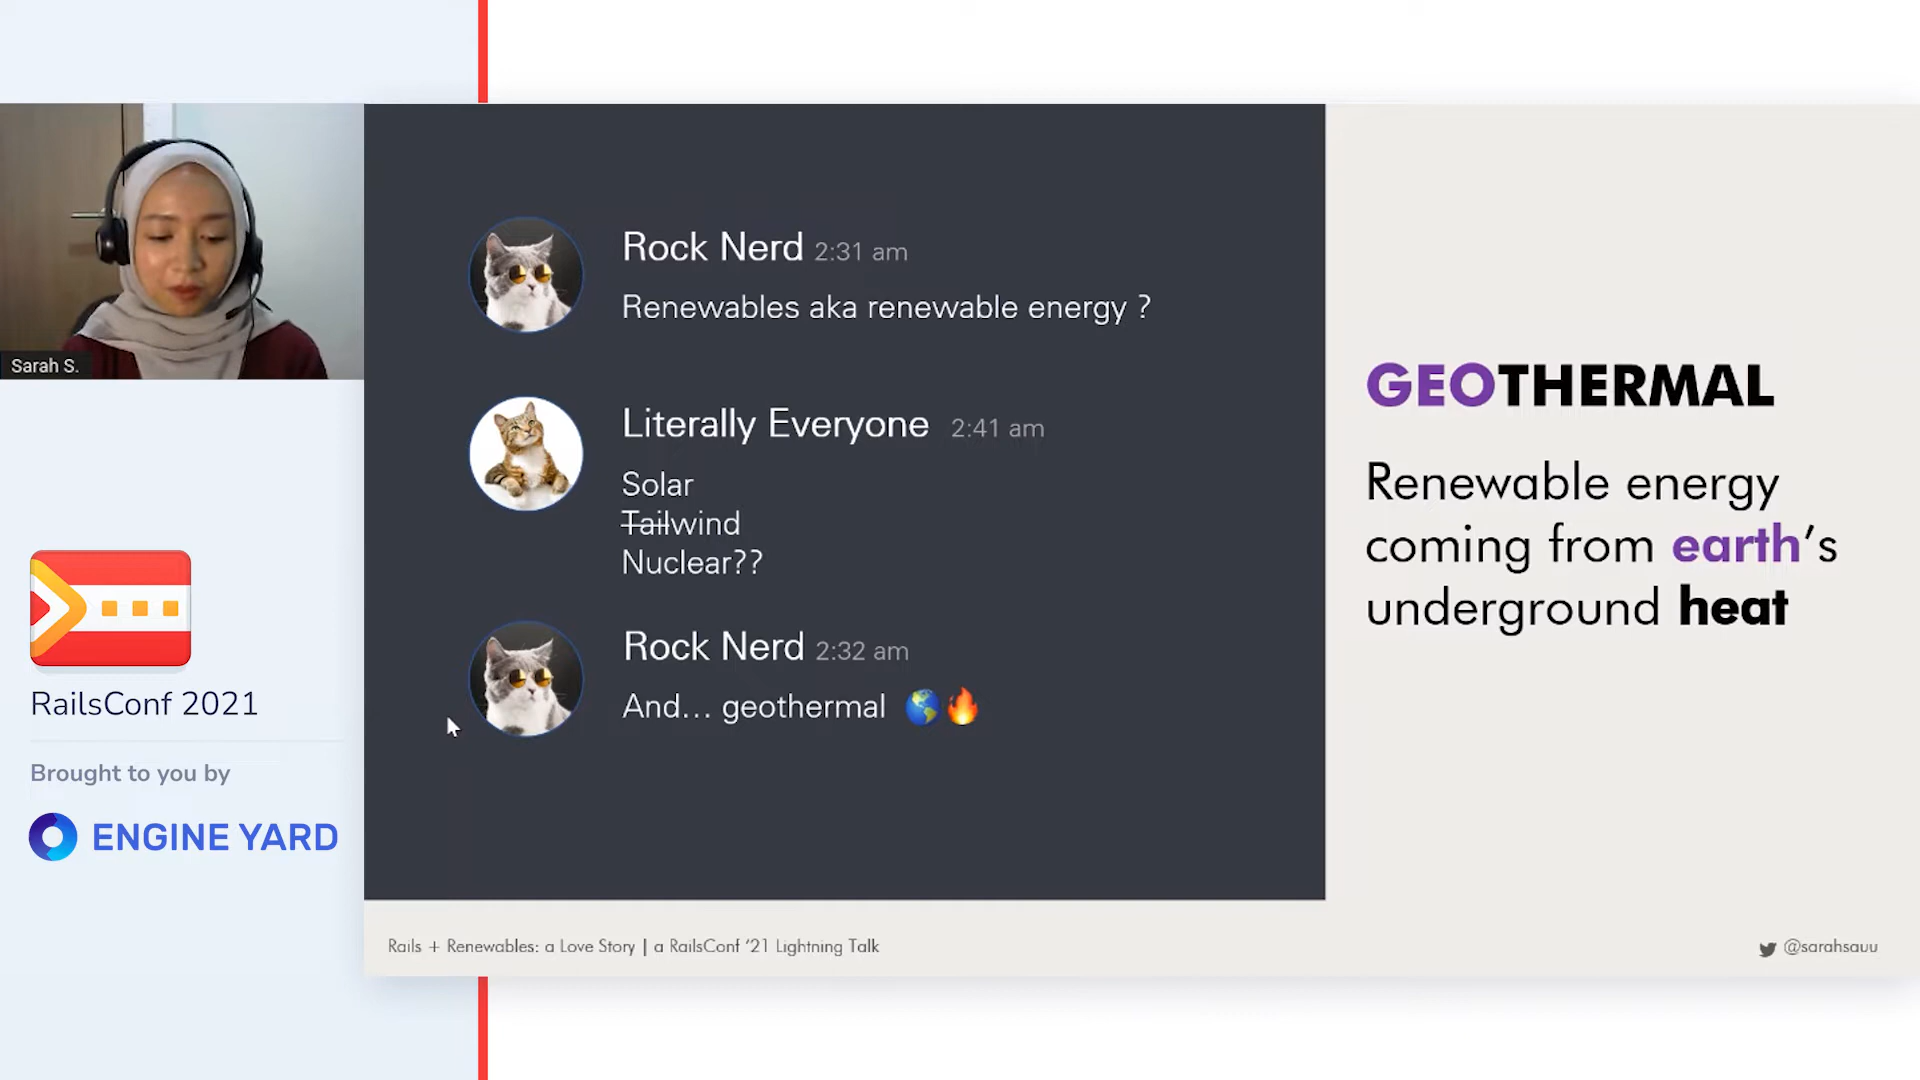 Sarah S.
RailsConf 2021
Brought to you by
ENGINE YARD
Rock Nerd 2:31 am
Renewables aka renewable energy ?
Literally Everyone 2:41 am
Solar
Tailwind
Nuclear??
Rock Nerd 2:32 am
And... geothermal 🌎🔥
GEOTHERMAL
Renewable energy
coming from earth's
underground heat
Rails + Renewables: a Love Story | a RailsConf '21 Lightning Talk
@sarahsauu